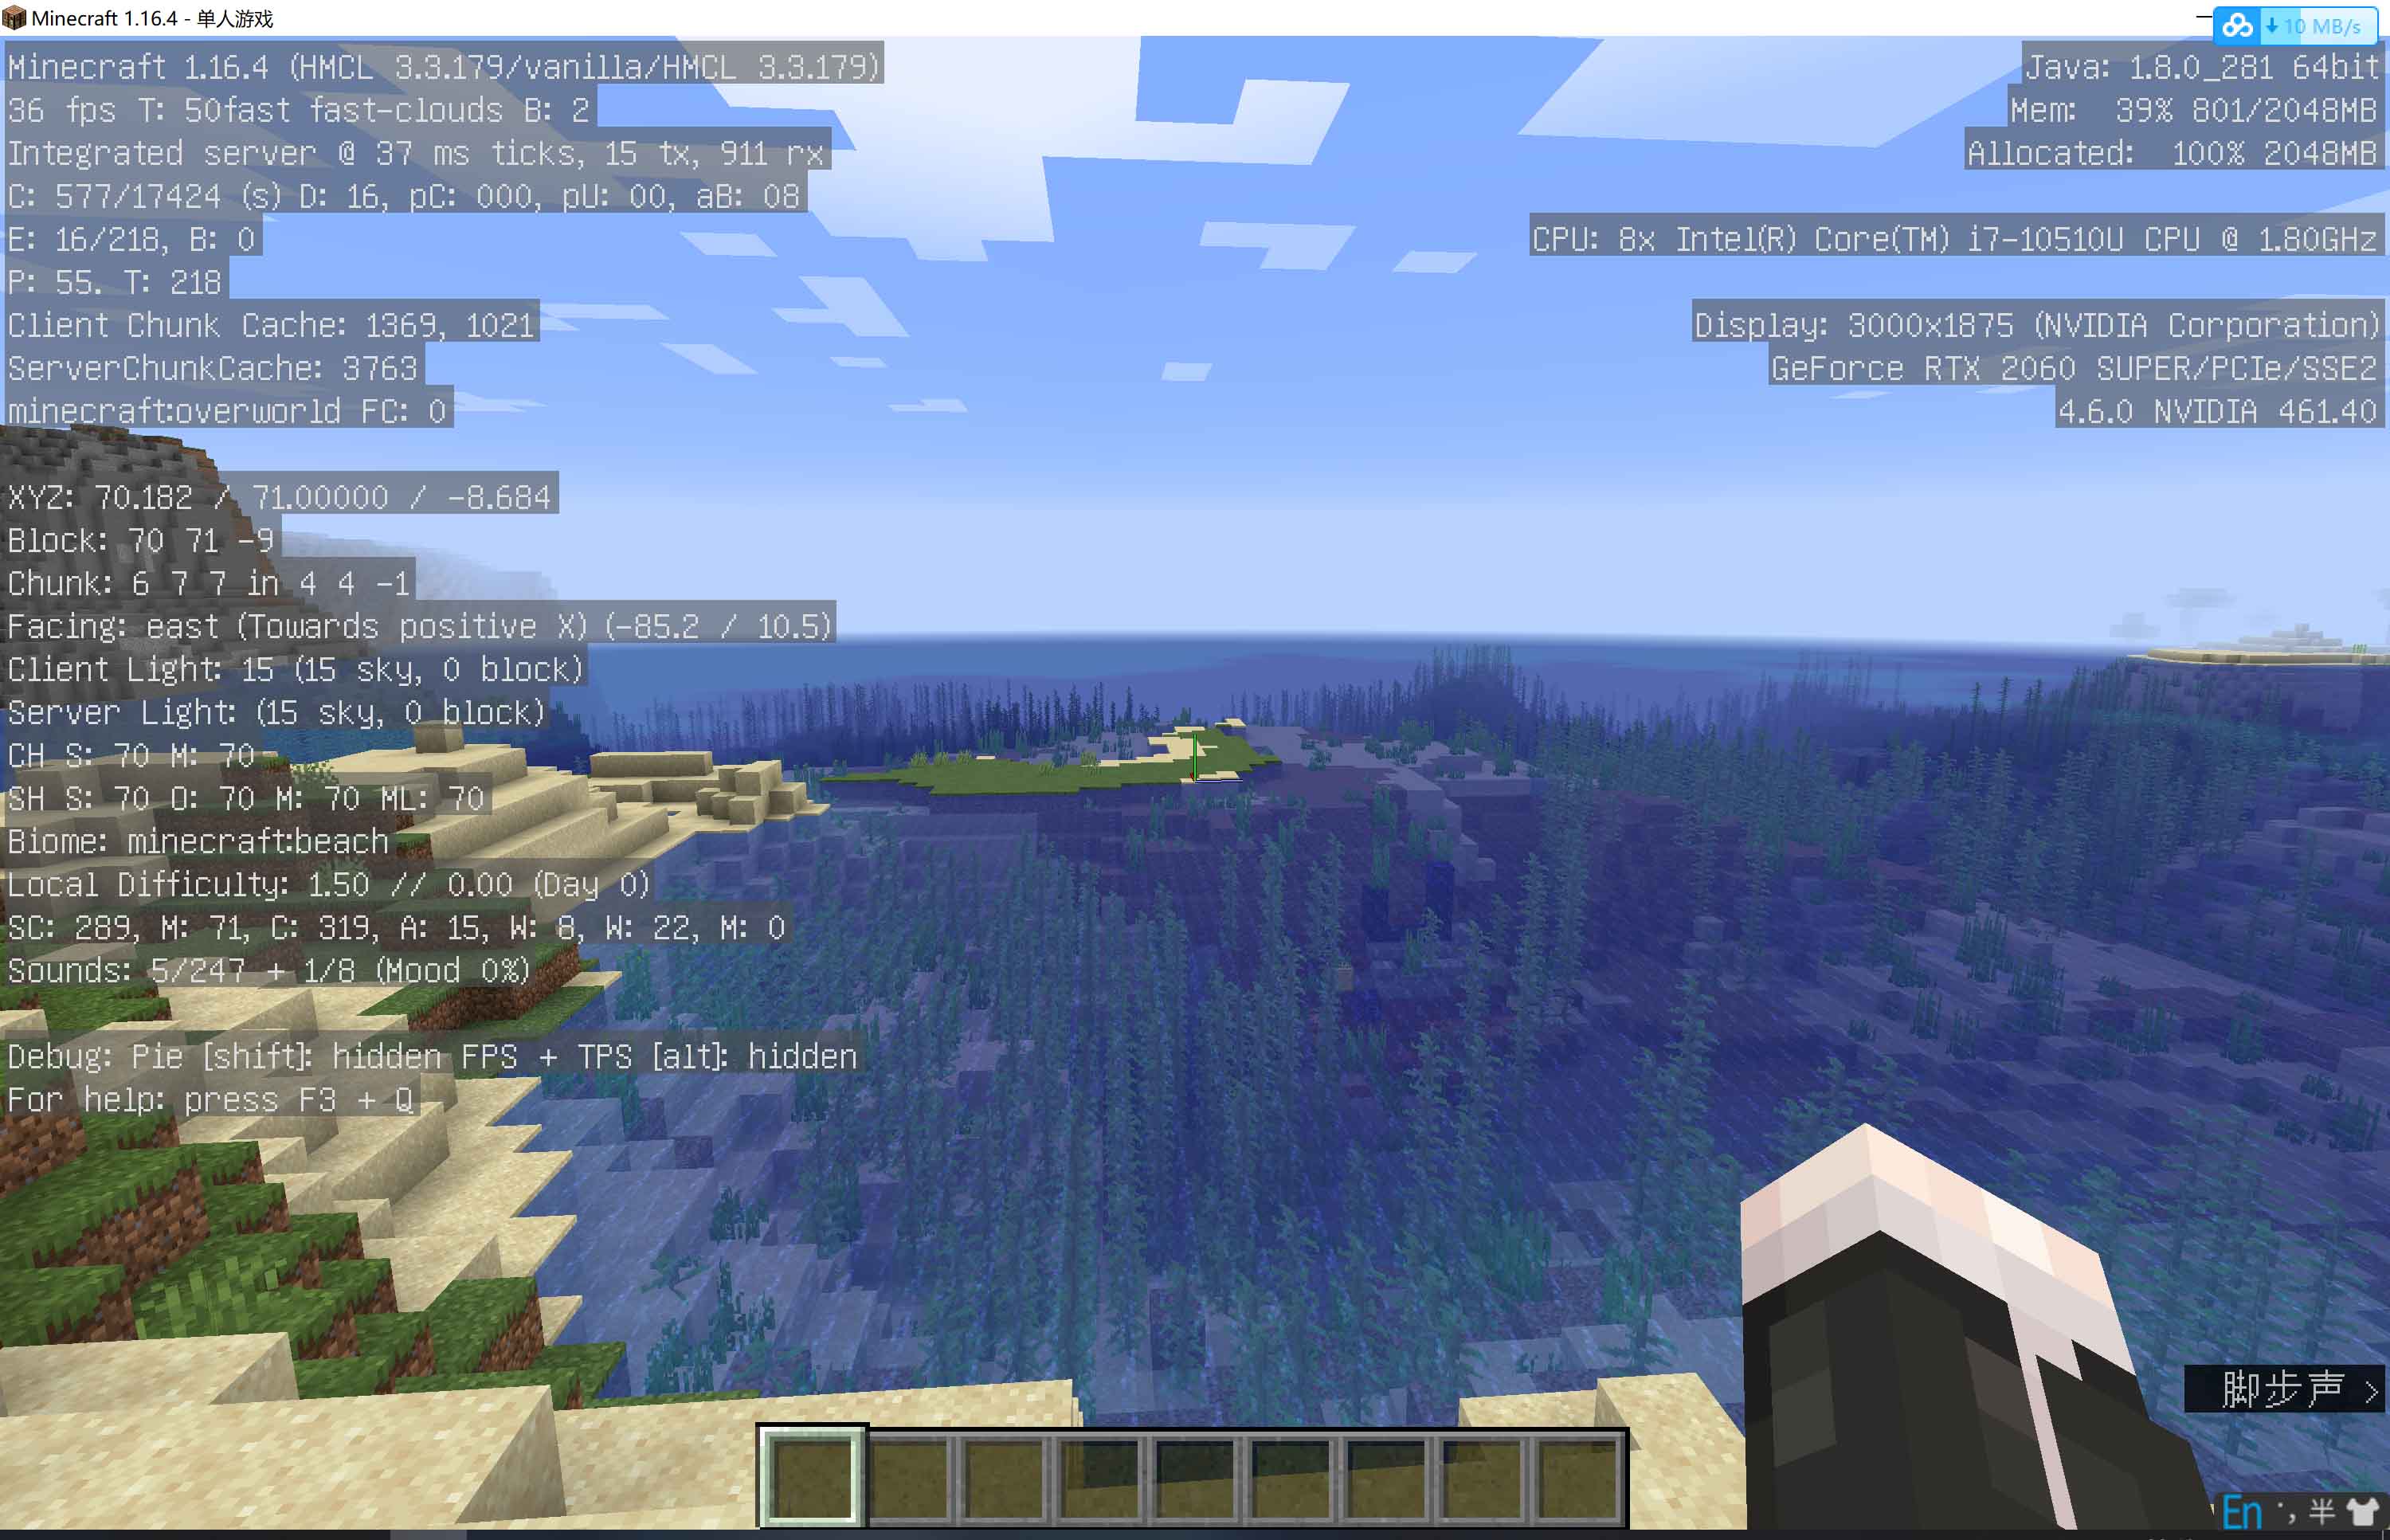 Minecraft 1.16.4 - 单人游戏
10 MB/s
Minecraft 1.16.4 (HMCL 3.3.179/vanilla/HMCL 3.3.179)
36 fps T: 50fast fast-clouds B: 2
Integrated server @ 37 ms ticks, 15 tx, 911 rx
C: 577/17424 (s) D: 16, pC: 000, pU: 00, aB: 08
E: 16/218, B: 0
P: 55. T: 218
Client Chunk Cache: 1369, 1021
ServerChunkCache: 3763
minecraft:overworld FC: 0
XYZ: 70.182 / 71.00000 / -8.684
Block: 70 71 -9
Chunk: 6 7 7 in 4 4 -1
Facing: east (Towards positive X) (-85.2 / 10.5)
Client Light: 15 (15 sky, 0 block)
Server Light: (15 sky, 0 block)
CH S: 70 M: 70
SH S: 70 O: 70 M: 70 ML: 70
Biome: minecraft:beach
Local Difficulty: 1.50 // 0.00 (Day 0)
SC: 289, M: 71, C: 319, A: 15, W: 8, W: 22, M: 0
Sounds: 5/247 + 1/8 (Mood 0%)
Debug: Pie [shift]: hidden FPS + TPS [alt]: hidden
For help: press F3 + Q
Java: 1.8.0_281 64bit
Mem: 39% 801/2048MB
Allocated: 100% 2048MB
CPU: 8x Intel(R) Core(TM) i7-10510U CPU @ 1.80GHz
Display: 3000x1875 (NVIDIA Corporation)
GeForce RTX 2060 SUPER/PCIe/SSE2
4.6.0 NVIDIA 461.40
脚步声 >
En 半